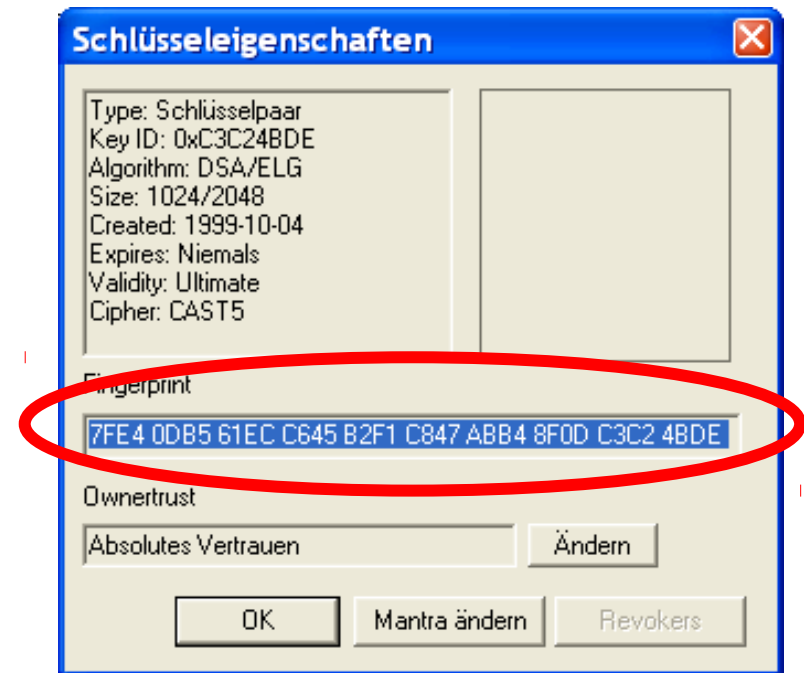 Schlüsseleigenschaften
Type: Schlüsselpaar
Key ID: 0xC3C24BDE
Algorithm: DSA/ELG
Size: 1024/2048
Created: 1999-10-04
Expires: Niemals
Validity: Ultimate
Cipher: CAST5
Fingerprint
7FE4 0DB5 61EC C645 B2F1 C847 ABB4 8F0D C3C2 4BDE
Ownertrust
Absolutes Vertrauen
Ändern
OK
Mantra ändern
Revokers